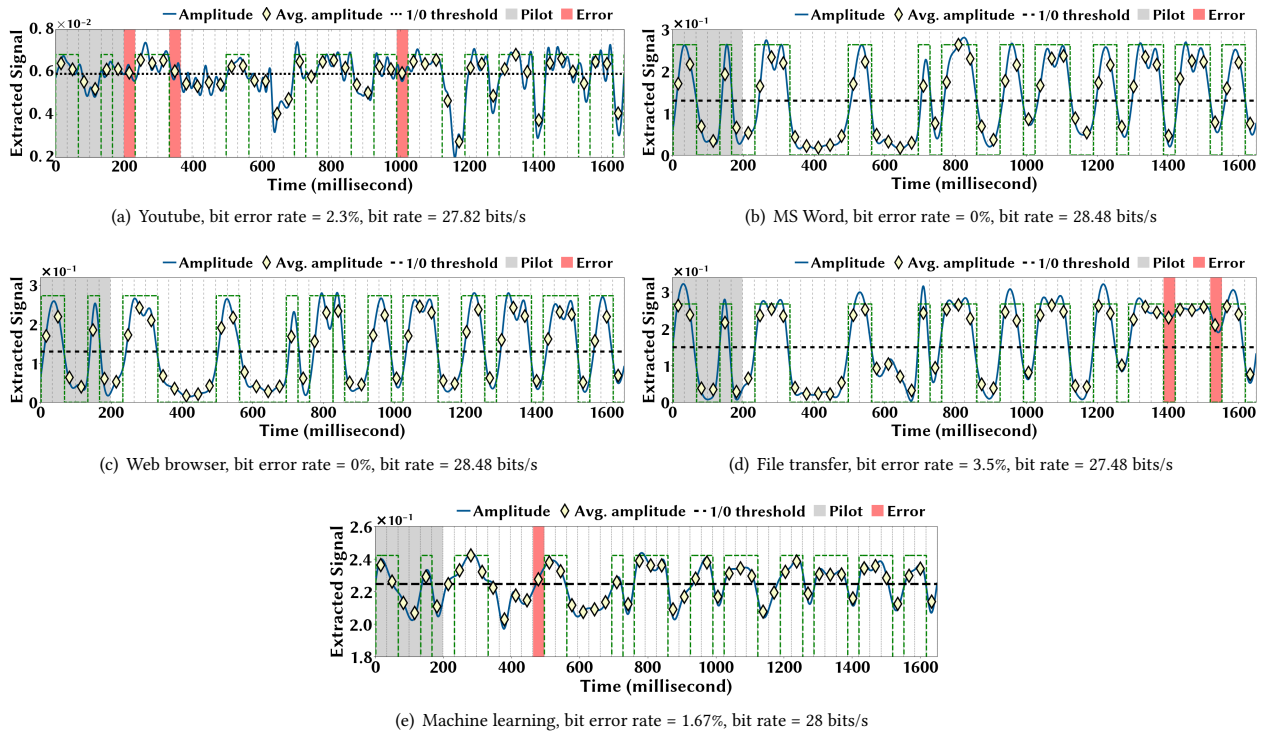 Amplitude Avg. amplitude 1/0 threshold Pilot Error
×10⁻²
Extracted Signal
0.8
0.6
0.4
0.2
0 200 400 600 800 1000 1200 1400 1600
Time (millisecond)
(a) Youtube, bit error rate = 2.3%, bit rate = 27.82 bits/s
Amplitude Avg. amplitude 1/0 threshold Pilot Error
×10⁻¹
Extracted Signal
3
2
1
0
0 200 400 600 800 1000 1200 1400 1600
Time (millisecond)
(b) MS Word, bit error rate = 0%, bit rate = 28.48 bits/s
Amplitude Avg. amplitude 1/0 threshold Pilot Error
×10⁻¹
Extracted Signal
3
2
1
0
0 200 400 600 800 1000 1200 1400 1600
Time (millisecond)
(c) Web browser, bit error rate = 0%, bit rate = 28.48 bits/s
Amplitude Avg. amplitude 1/0 threshold Pilot Error
×10⁻¹
Extracted Signal
3
2
1
0
0 200 400 600 800 1000 1200 1400 1600
Time (millisecond)
(d) File transfer, bit error rate = 3.5%, bit rate = 27.48 bits/s
Amplitude Avg. amplitude 1/0 threshold Pilot Error
×10⁻¹
Extracted Signal
2.6
2.4
2.2
2.0
1.8
0 200 400 600 800 1000 1200 1400 1600
Time (millisecond)
(e) Machine learning, bit error rate = 1.67%, bit rate = 28 bits/s